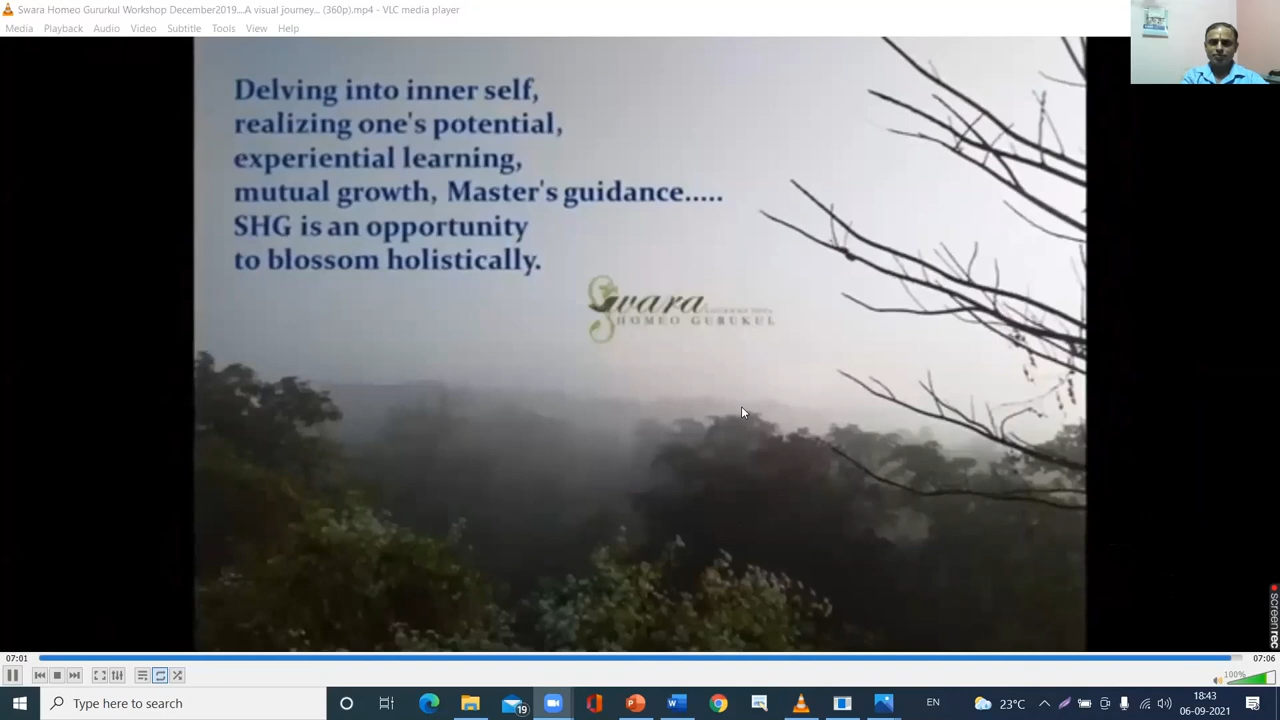 Swara Homeo Gurukul Workshop December2019....A visual journey... (360p).mp4 - VLC media player
Media Playback Audio Video Subtitle Tools View Help
Delving into inner self,
realizing one's potential,
experiential learning,
mutual growth, Master's guidance.....
SHG is an opportunity
to blossom holistically.
Swara
HOMEO GURUKUL
screenrec
07:01
07:06
100%
Type here to search
19
EN
23°C
18:43
06-09-2021